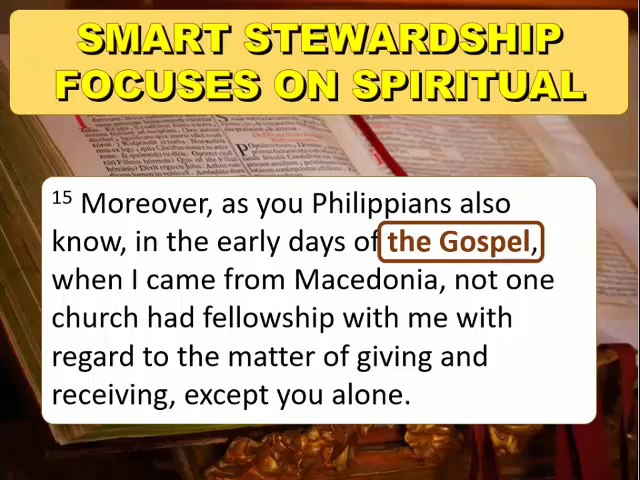 SMART STEWARDSHIP
FOCUSES ON SPIRITUAL
15 Moreover, as you Philippians also
know, in the early days of the Gospel,
when I came from Macedonia, not one
church had fellowship with me with
regard to the matter of giving and
receiving, except you alone.